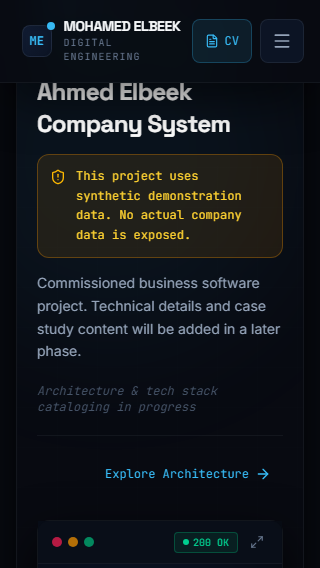 ME
MOHAMED ELBEEK
DIGITAL
ENGINEERING
CV
Ahmed Elbeek
Company System
This project uses
synthetic demonstration
data. No actual company
data is exposed.
Commissioned business software
project. Technical details and case
study content will be added in a later
phase.
Architecture & tech stack
cataloging in progress
Explore Architecture →
200 OK